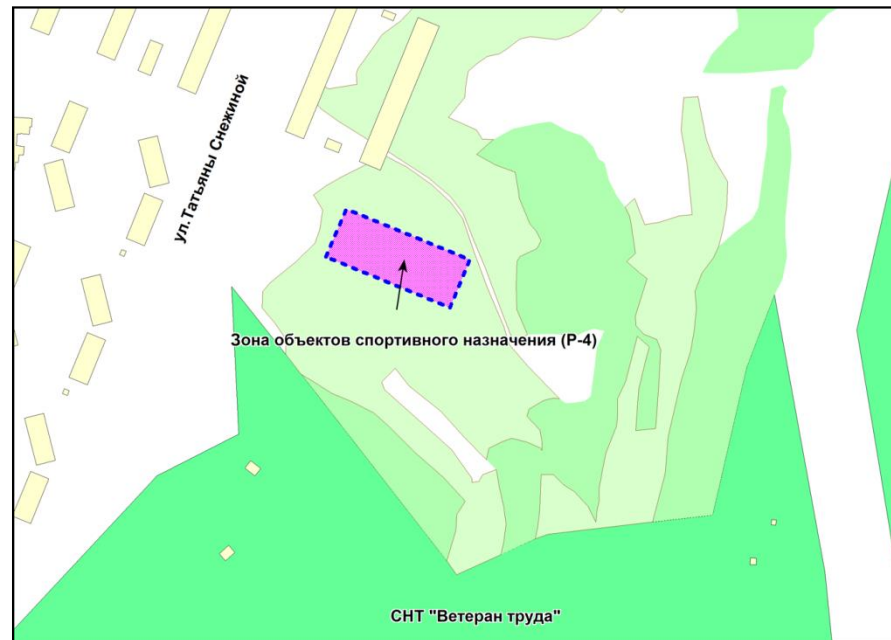 ул.Татьяны Снежиной
Зона объектов спортивного назначения (Р-4)
СНТ "Ветеран труда"